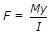 F = My/I